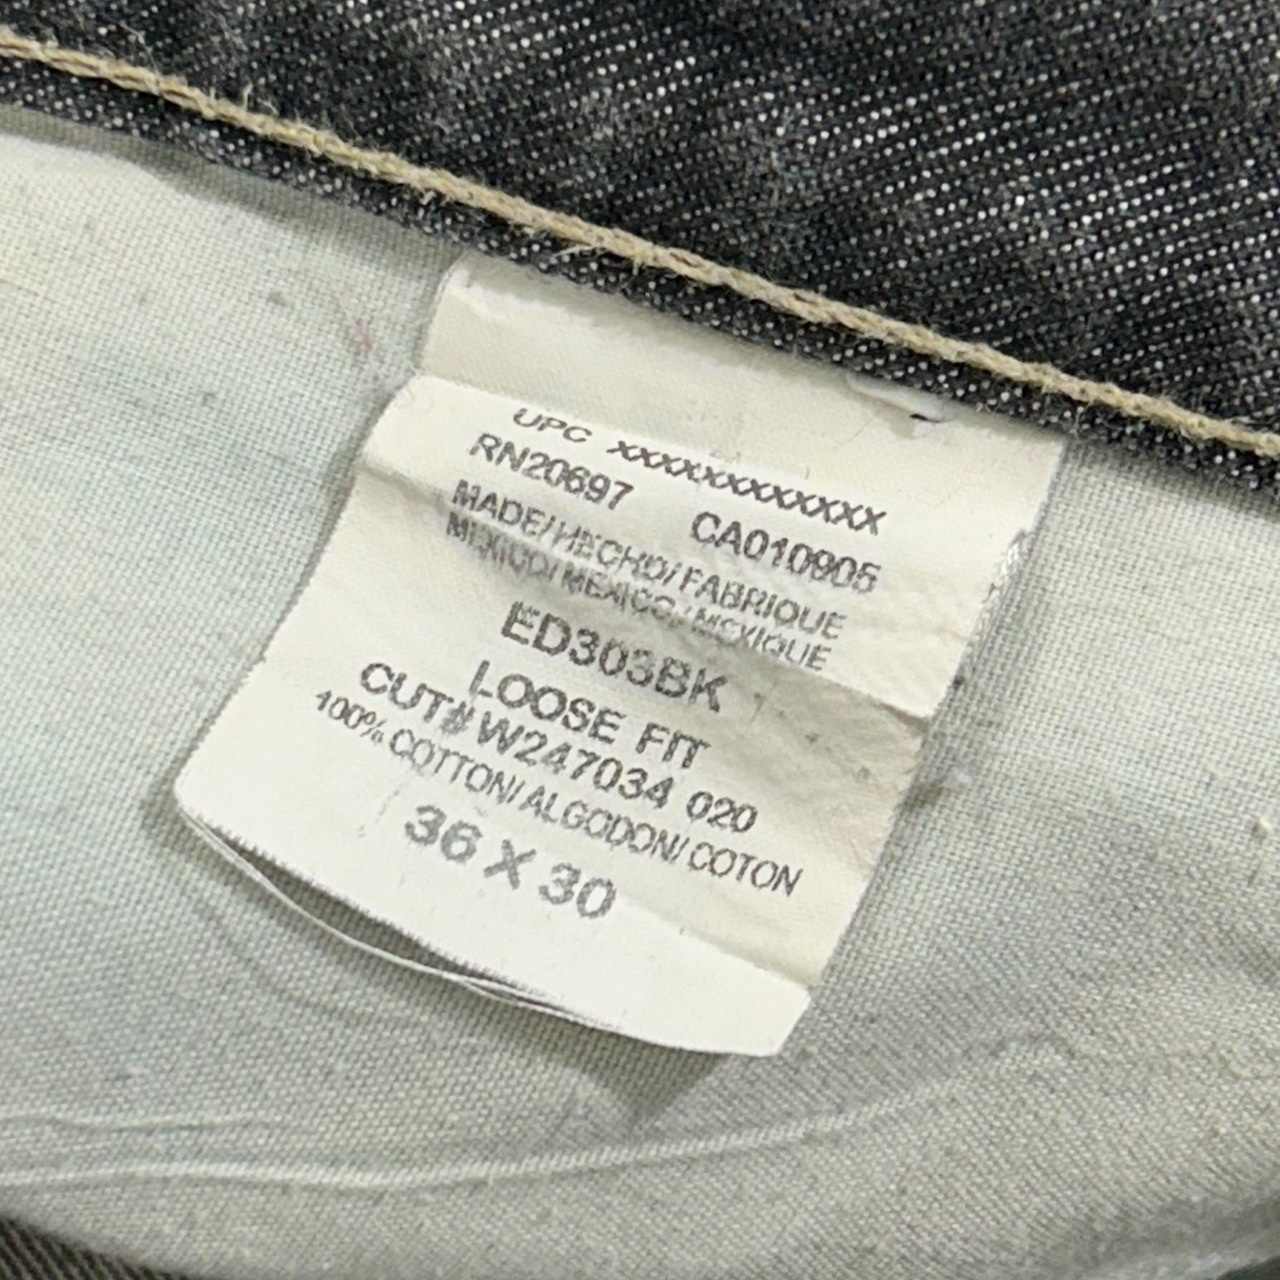 UPC XXXXXXXXXXXX
RN20697 CA010905
MADE/HECHO/FABRIQUE
MEXICO/MEXICO/MEXIQUE
ED303BK
LOOSE FIT
CUT# W247034 020
100% COTTON/ALGODON/COTON
36 X 30